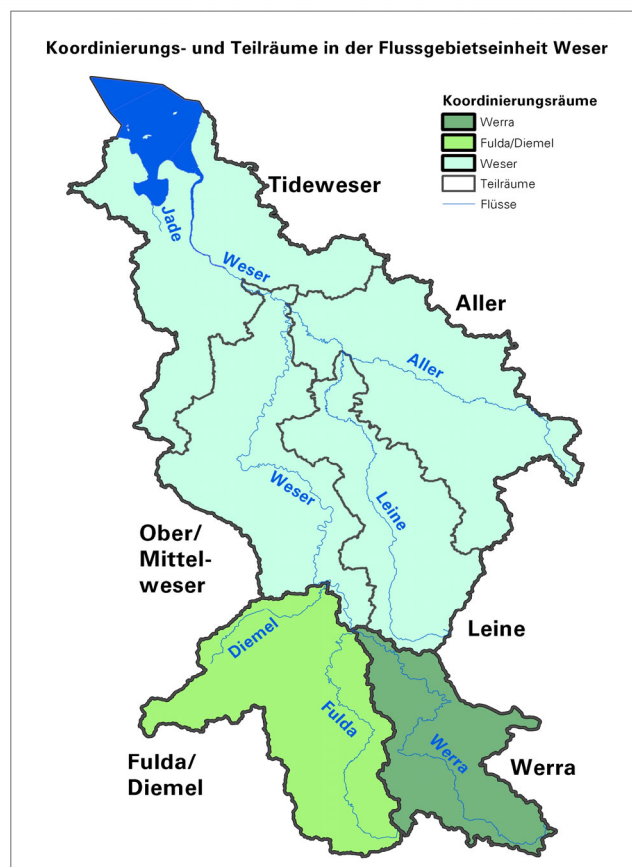 Koordinierungs- und Teilräume in der Flussgebietseinheit Weser
Koordinierungsräume
Werra
Fulda/Diemel
Weser
Teilräume
Flüsse
Tideweser
Jade
Weser
Aller
Aller
Weser
Leine
Ober/
Mittel-
weser
Leine
Diemel
Fulda
Werra
Fulda/
Diemel
Werra